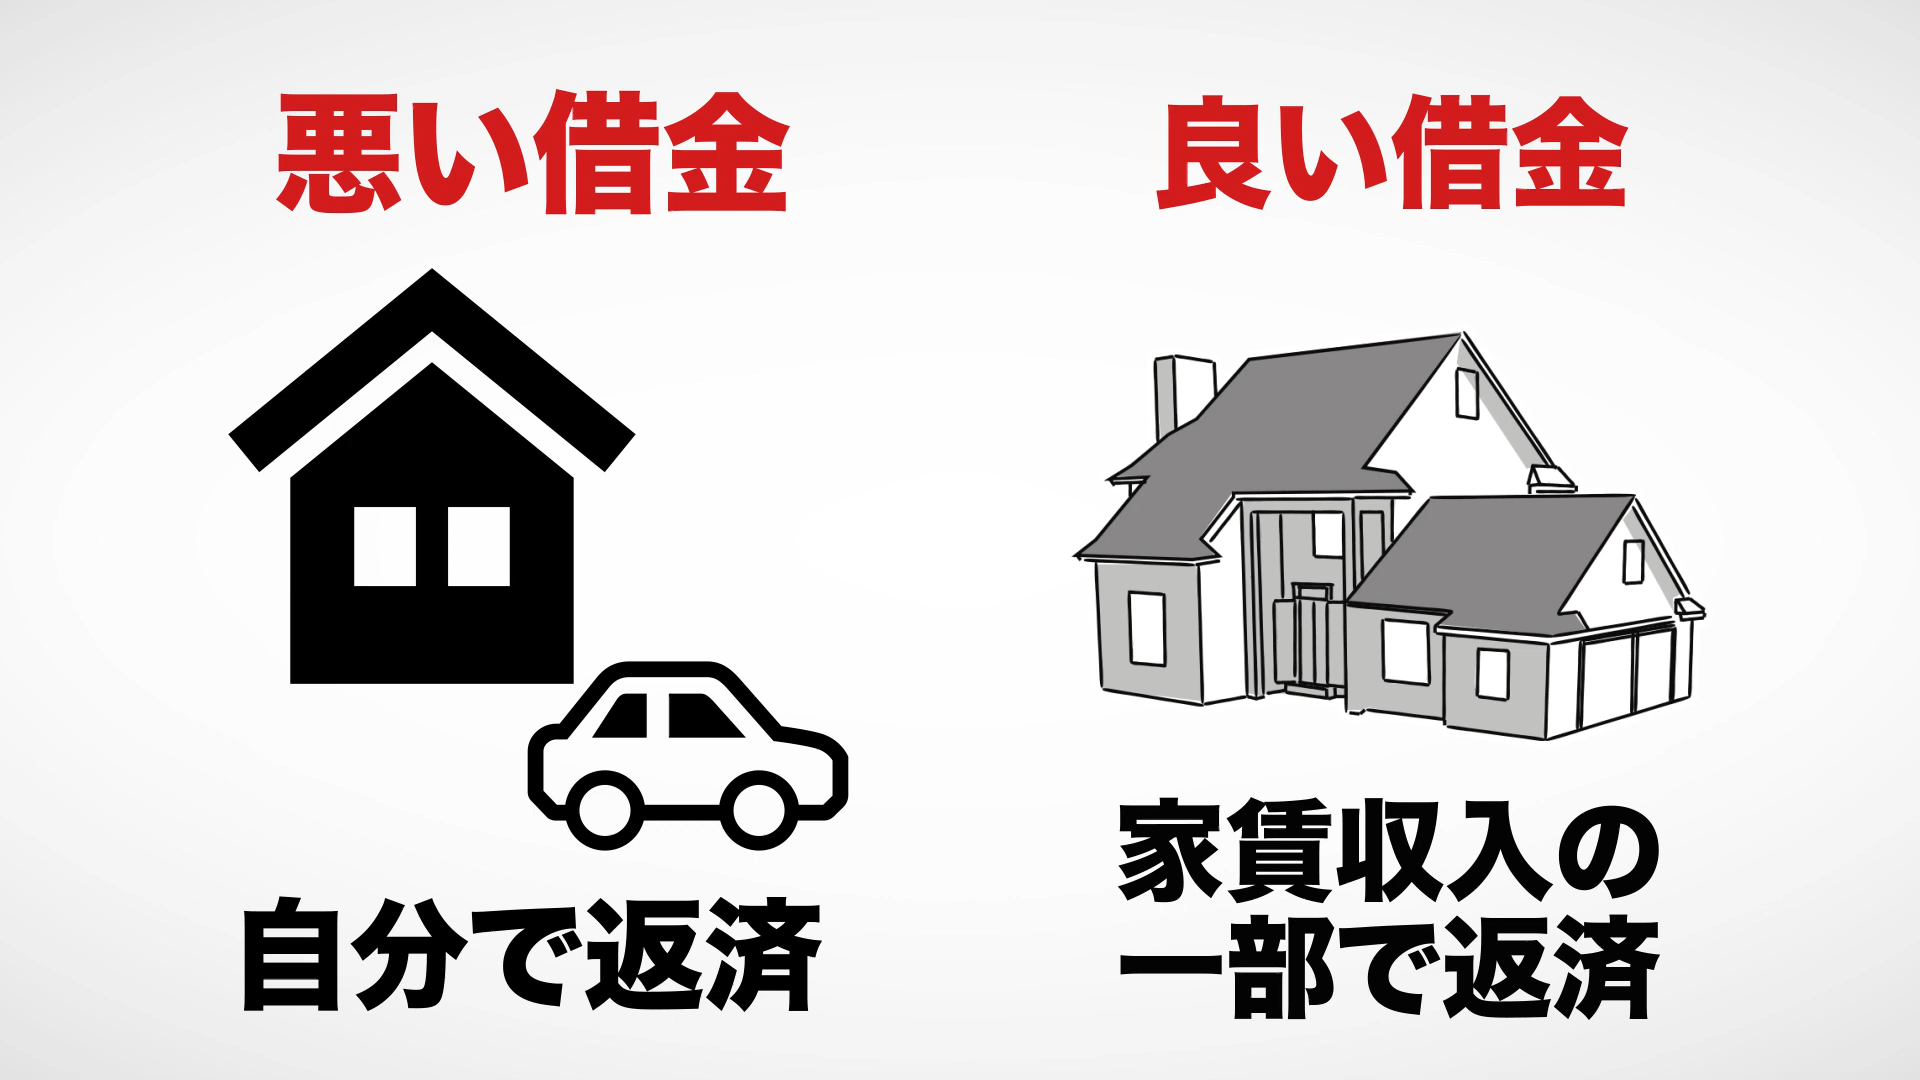 悪い借金
自分で返済
良い借金
家賃収入の
一部で返済